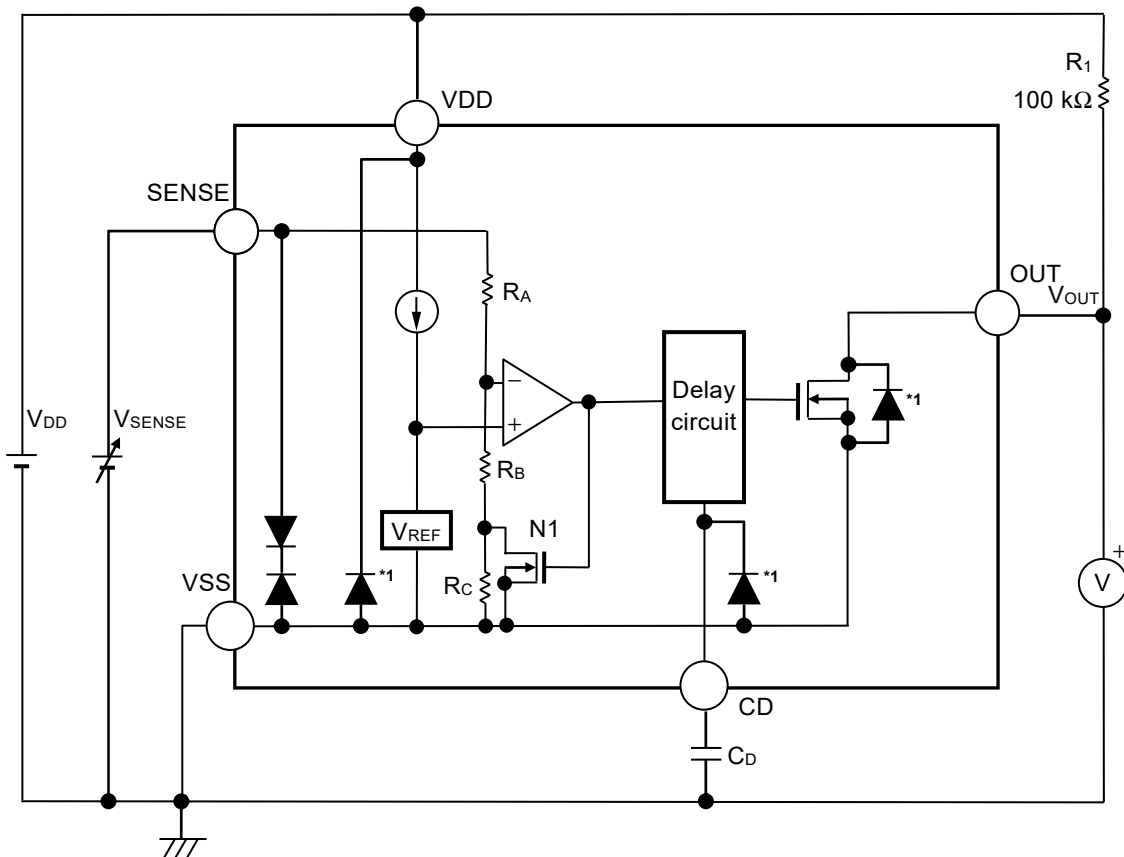 R1
100 kΩ
VDD
SENSE
OUT
VOUT
RA
−
+
Delay
circuit
*1
VDD
VSENSE
RB
VREF
N1
VSS
*1
RC
*1
+
V
CD
CD